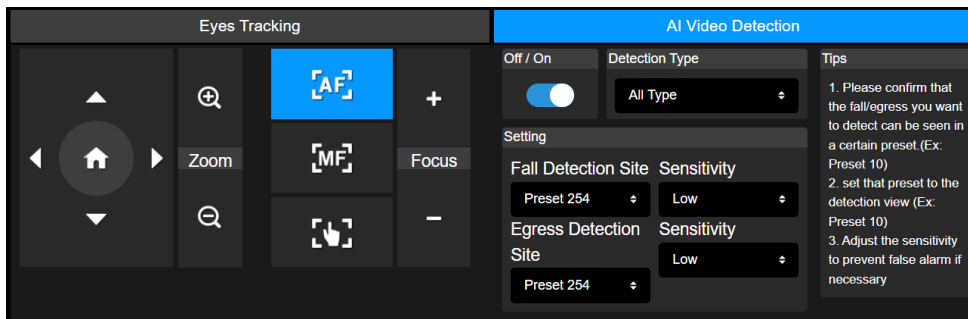 Eyes Tracking
AI Video Detection
Zoom
AF
MF
+
Focus
−
Off / On
Detection Type
All Type
Setting
Fall Detection Site
Sensitivity
Preset 254
Low
Egress Detection
Site
Sensitivity
Preset 254
Low
Tips
1. Please confirm that
the fall/egress you want
to detect can be seen in
a certain preset.(Ex:
Preset 10)
2. set that preset to the
detection view (Ex:
Preset 10)
3. Adjust the sensitivity
to prevent false alarm if
necessary